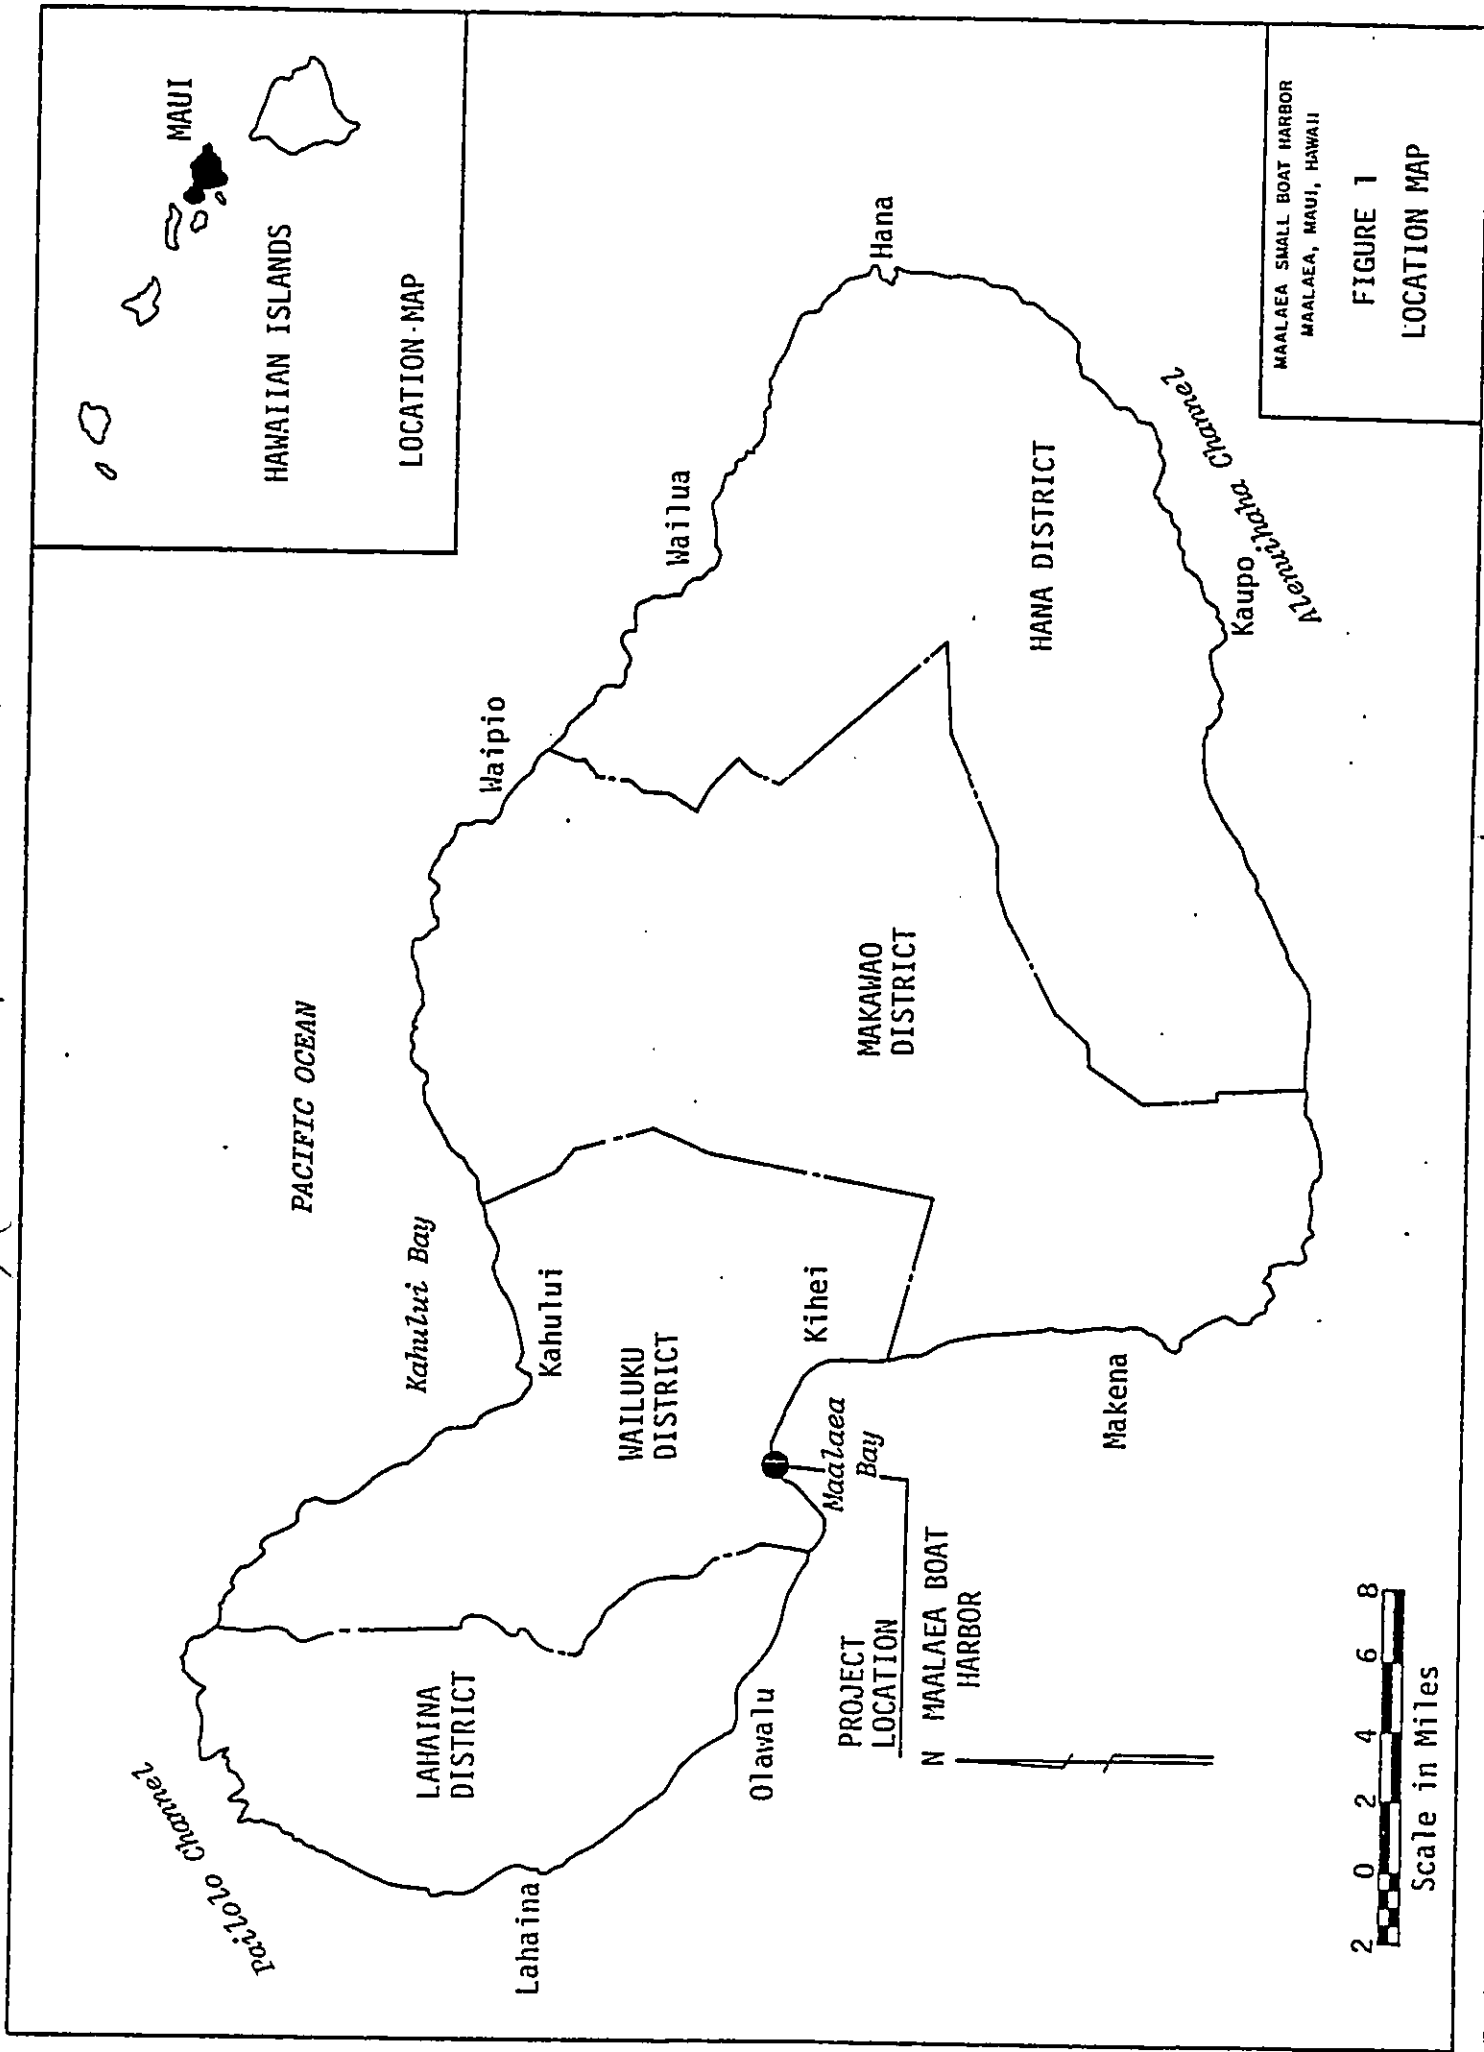 MAUI
HAWAIIAN ISLANDS
LOCATION MAP
Pailolo Channel
PACIFIC OCEAN
Kahului Bay
Waipio
Wailua
Hana
LAHAINA
DISTRICT
Lahaina
Kahului
WAILUKU
DISTRICT
Kihei
MAKAWAO
DISTRICT
HANA DISTRICT
Olawalu
Maalaea
Bay
PROJECT
LOCATION
MAALAEA BOAT
HARBOR
N
Makena
Kaupo
Alenuihaha Channel
2 0 2 4 6 8
Scale in Miles
MAALAEA SMALL BOAT HARBOR
MAALAEA, MAUI, HAWAII
FIGURE 1
LOCATION MAP